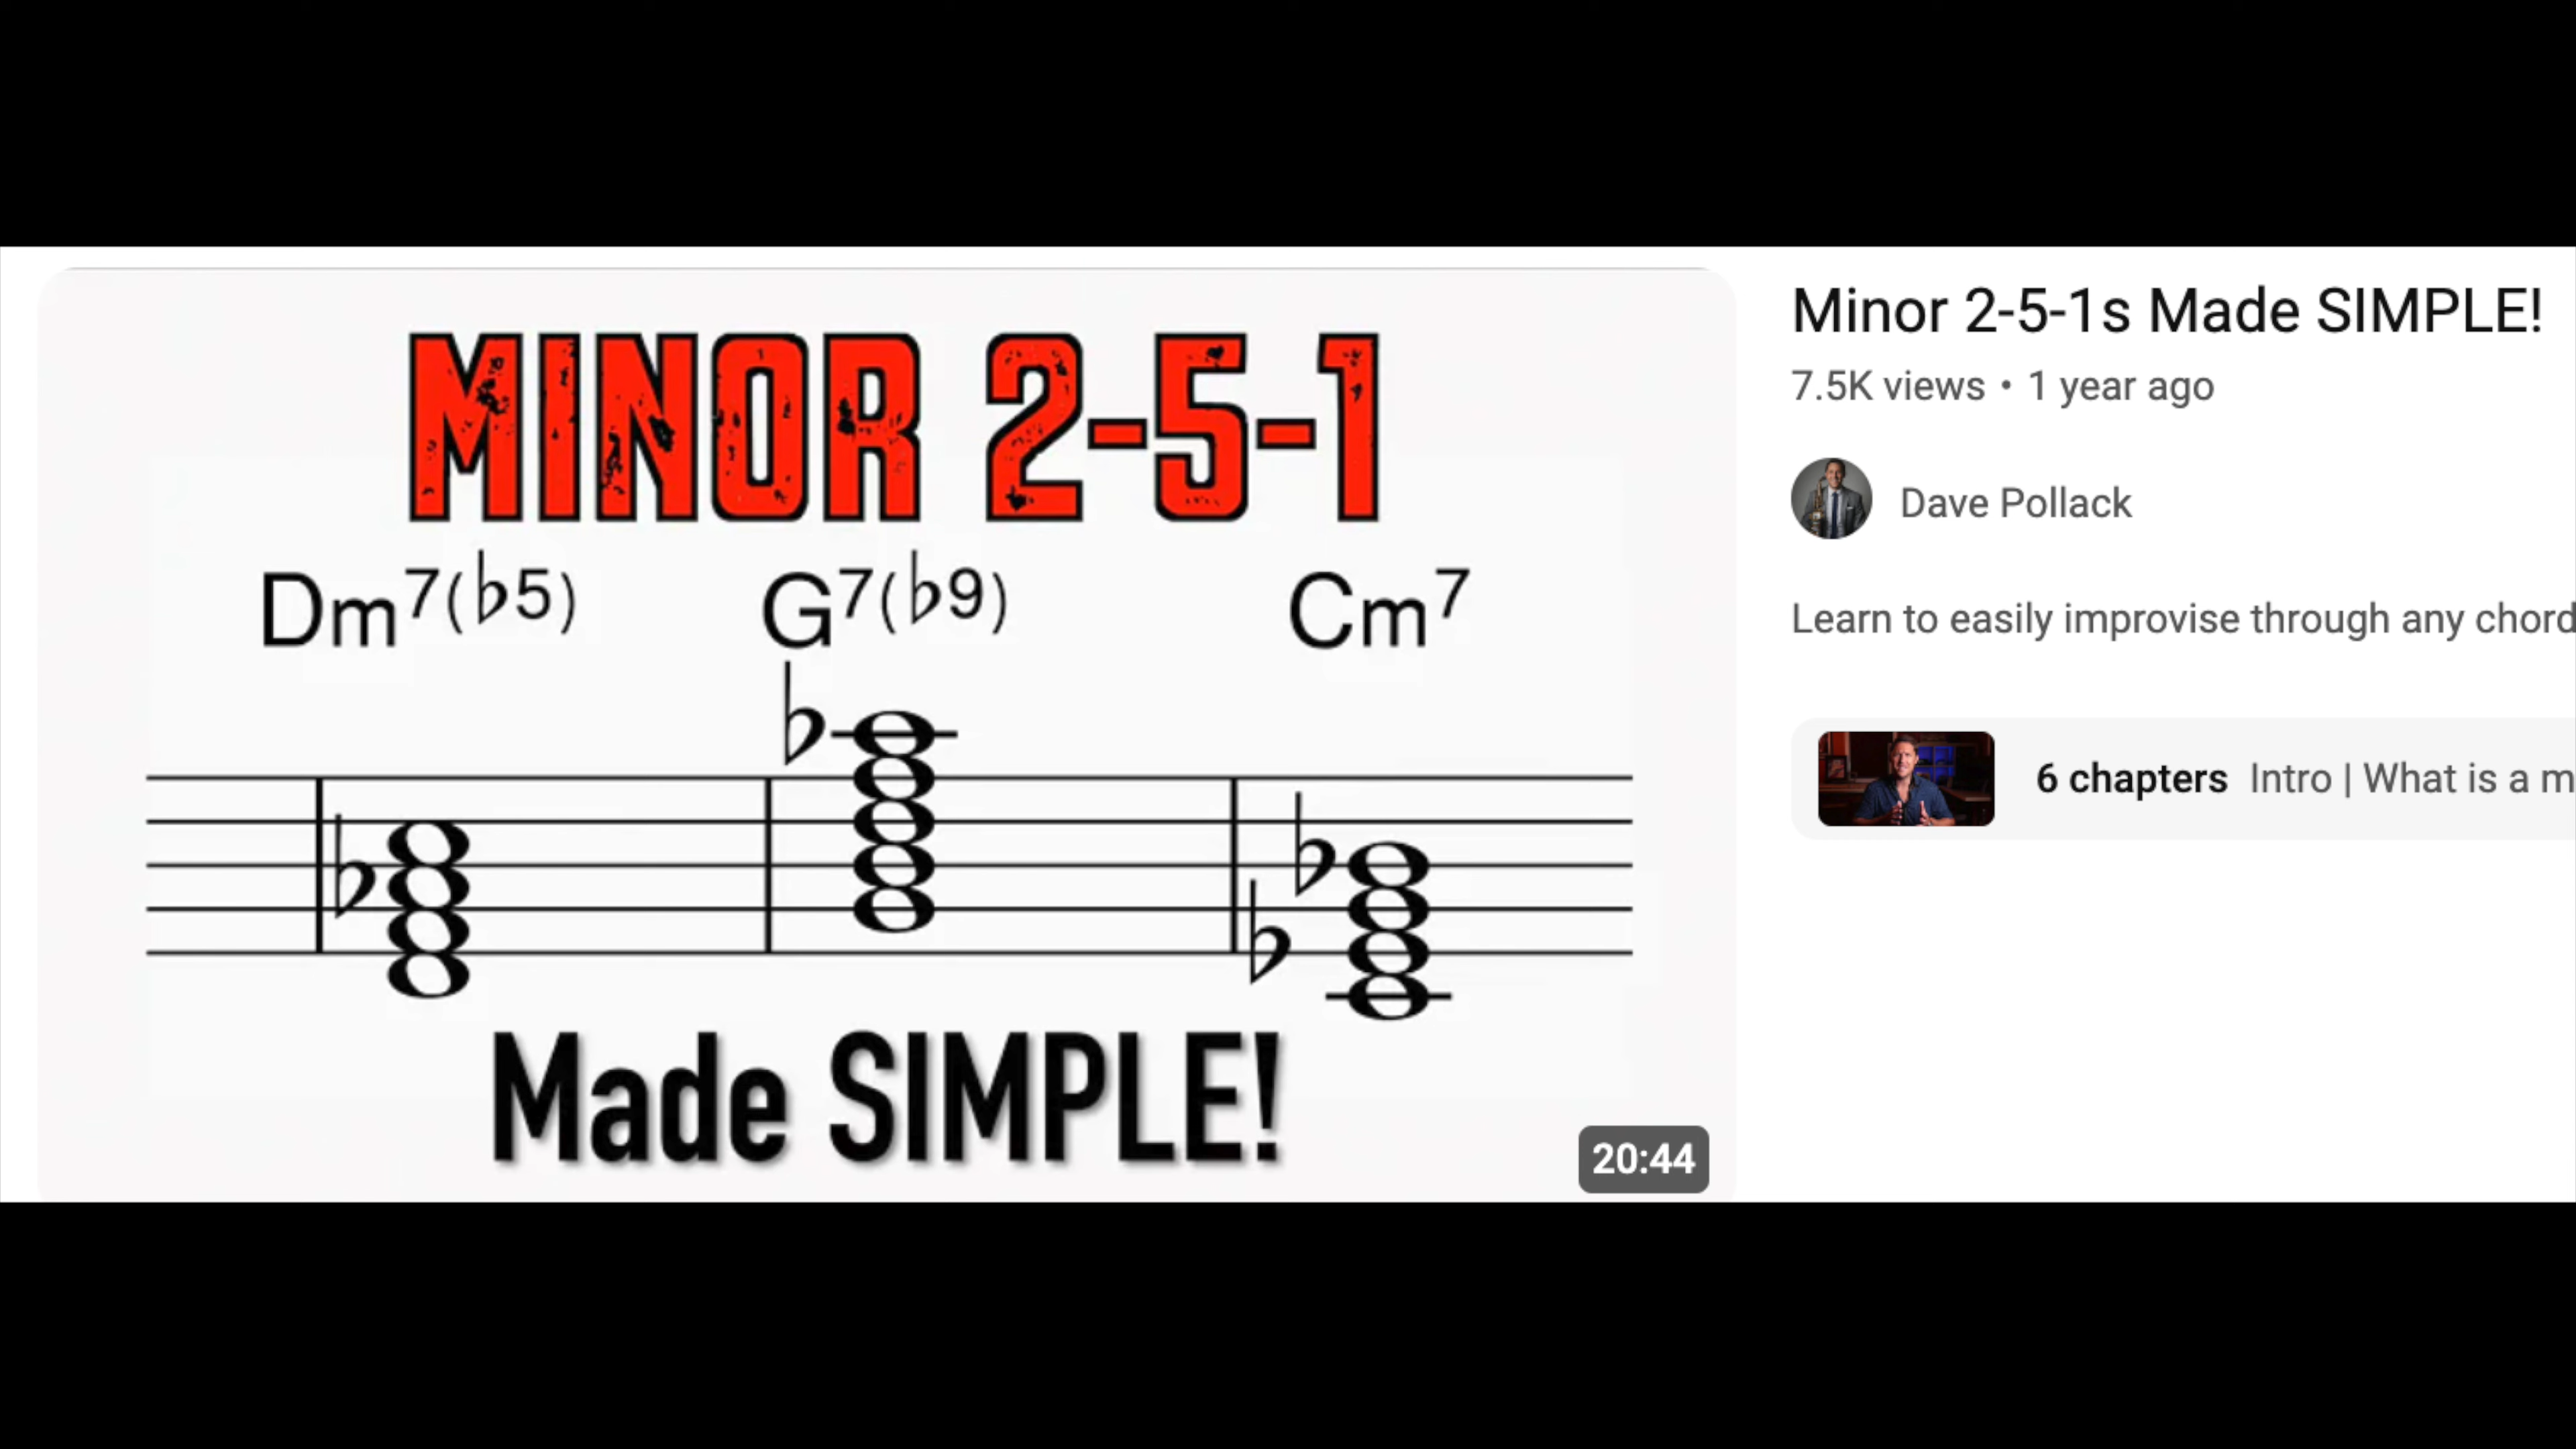 MINOR 2-5-1
Dm7(♭5) G7(♭9) Cm7
Made SIMPLE!
20:44
Minor 2-5-1s Made SIMPLE!
7.5K views • 1 year ago
Dave Pollack
Learn to easily improvise through any chord
6 chapters Intro | What is a m